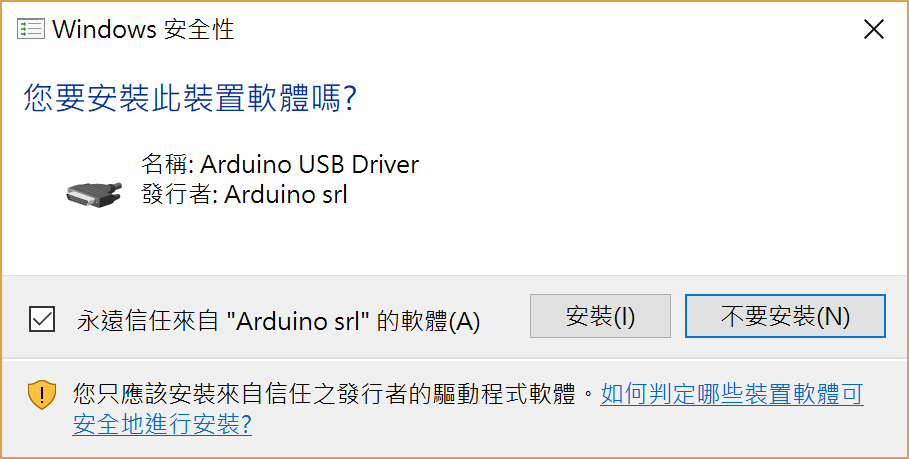 Windows 安全性
您要安裝此裝置軟體嗎?
名稱: Arduino USB Driver
發行者: Arduino srl
永遠信任來自 "Arduino srl" 的軟體(A)
安裝(I)
不要安裝(N)
您只應該安裝來自信任之發行者的驅動程式軟體。如何判定哪些裝置軟體可
安全地進行安裝?